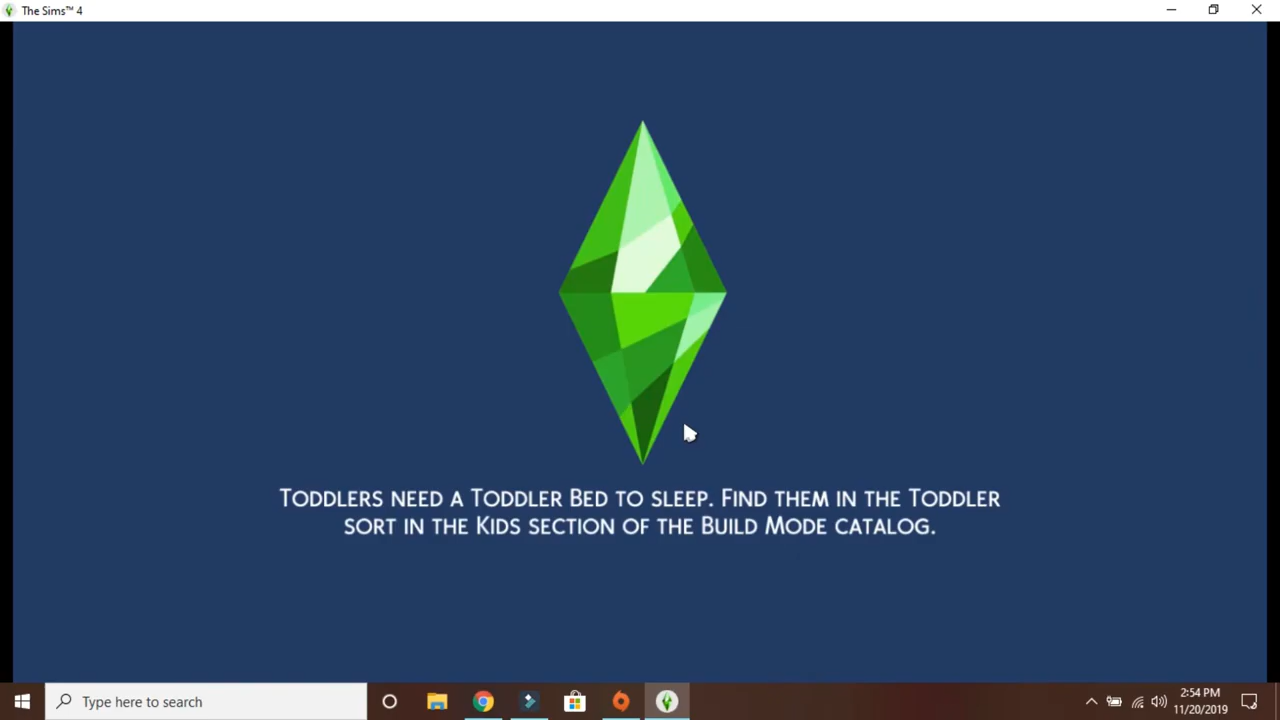 The Sims™ 4
TODDLERS NEED A TODDLER BED TO SLEEP. FIND THEM IN THE TODDLER
SORT IN THE KIDS SECTION OF THE BUILD MODE CATALOG.
Type here to search
2:54 PM
11/20/2019